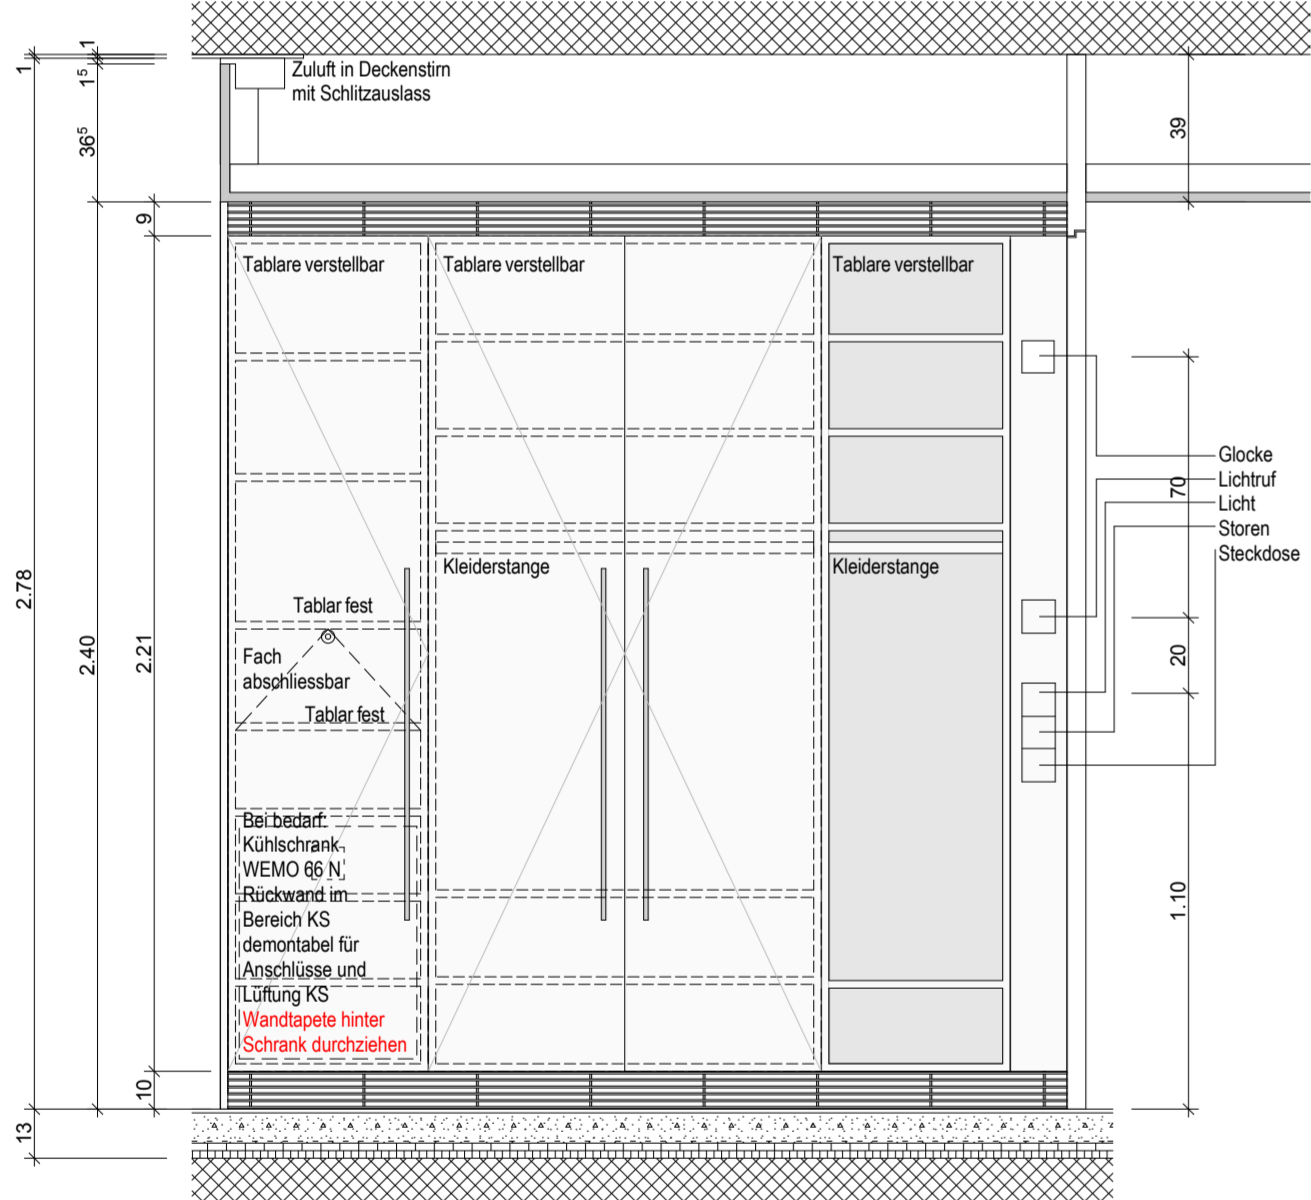 Zuluft in Deckenstirn
mit Schlitzauslass
1
1
1⁵
36⁵
39
9
Tablare verstellbar
Tablare verstellbar
Tablare verstellbar
Glocke
Lichtruf
Licht
Storen
Steckdose
70
Kleiderstange
Kleiderstange
2.78
2.40
2.21
Tablar fest
Fach
abschliessbar
Tablar fest
20
Bei bedarf:
Kühlschrank
WEMO 66 N
Rückwand im
Bereich KS
demontabel für
Anschlüsse und
Lüftung KS
Wandtapete hinter
Schrank durchziehen
1.10
10
13